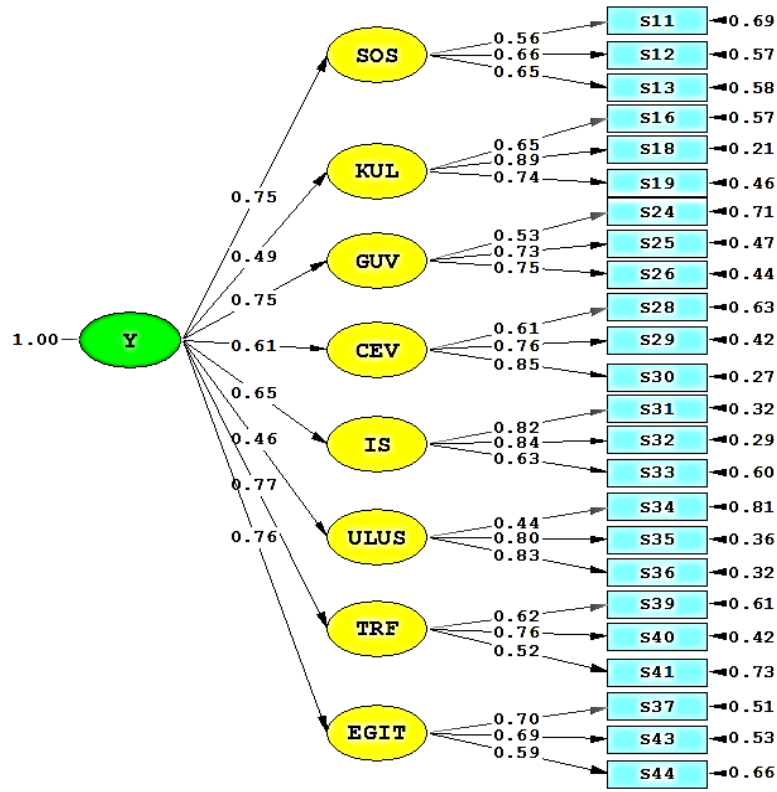 0.56 S11 0.69
SOS 0.66 S12 0.57
0.65 S13 0.58
0.65 S16 0.57
KUL 0.89 S18 0.21
0.74 S19 0.46
0.75
0.53 S24 0.71
0.49
GUV 0.73 S25 0.47
0.75 S26 0.44
0.75
0.61 S28 0.63
1.00 Y 0.61 CEV 0.76 S29 0.42
0.85 S30 0.27
0.65
0.82 S31 0.32
0.46 IS 0.84 S32 0.29
0.63 S33 0.60
0.77
0.44 S34 0.81
0.76 ULUS 0.80 S35 0.36
0.83 S36 0.32
0.62 S39 0.61
TRF 0.76 S40 0.42
0.52 S41 0.73
0.70 S37 0.51
EGIT 0.69 S43 0.53
0.59 S44 0.66